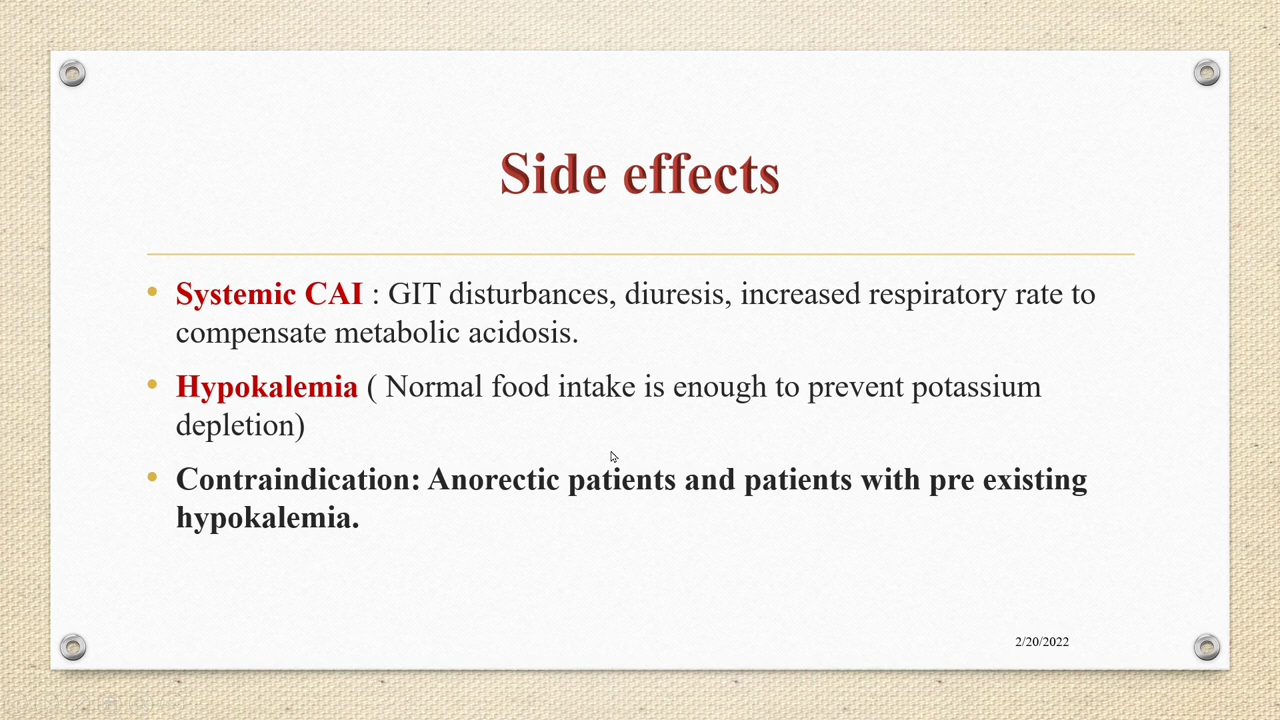 Side effects
• Systemic CAI : GIT disturbances, diuresis, increased respiratory rate to
compensate metabolic acidosis.
• Hypokalemia ( Normal food intake is enough to prevent potassium
depletion)
• Contraindication: Anorectic patients and patients with pre existing
hypokalemia.
2/20/2022